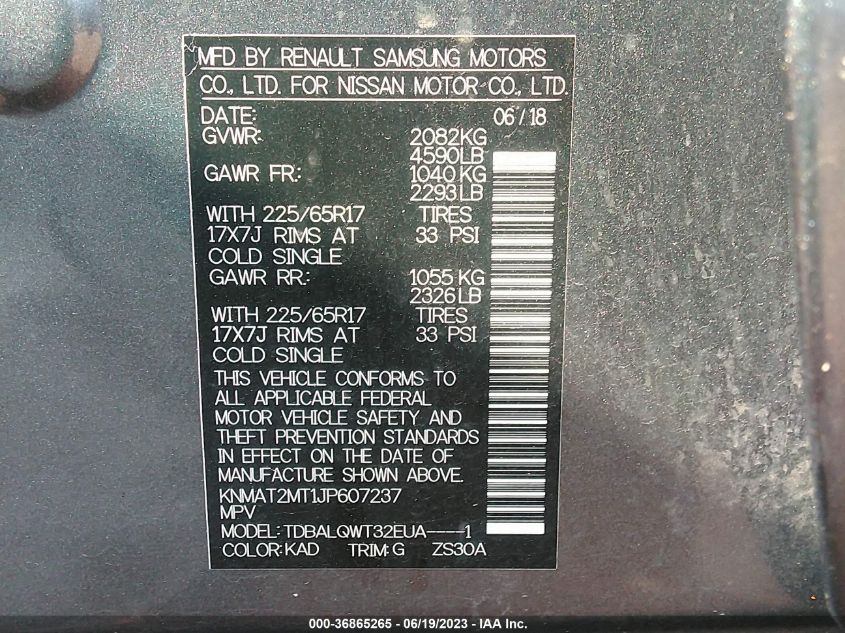 MFD BY RENAULT SAMSUNG MOTORS
CO., LTD. FOR NISSAN MOTOR CO., LTD.
DATE: 06/18
GVWR: 2082KG
4590LB
GAWR FR: 1040KG
2293LB
WITH 225/65R17 TIRES
17X7J RIMS AT 33 PSI
COLD SINGLE
GAWR RR: 1055KG
2326LB
WITH 225/65R17 TIRES
17X7J RIMS AT 33 PSI
COLD SINGLE
THIS VEHICLE CONFORMS TO
ALL APPLICABLE FEDERAL
MOTOR VEHICLE SAFETY AND
THEFT PREVENTION STANDARDS
IN EFFECT ON THE DATE OF
MANUFACTURE SHOWN ABOVE.
KNMAT2MT1JP607237
MPV
MODEL: TDBALQWT32EUA----1
COLOR: KAD TRIM: G ZS30A
000-36865265 - 06/19/2023 - IAA Inc.